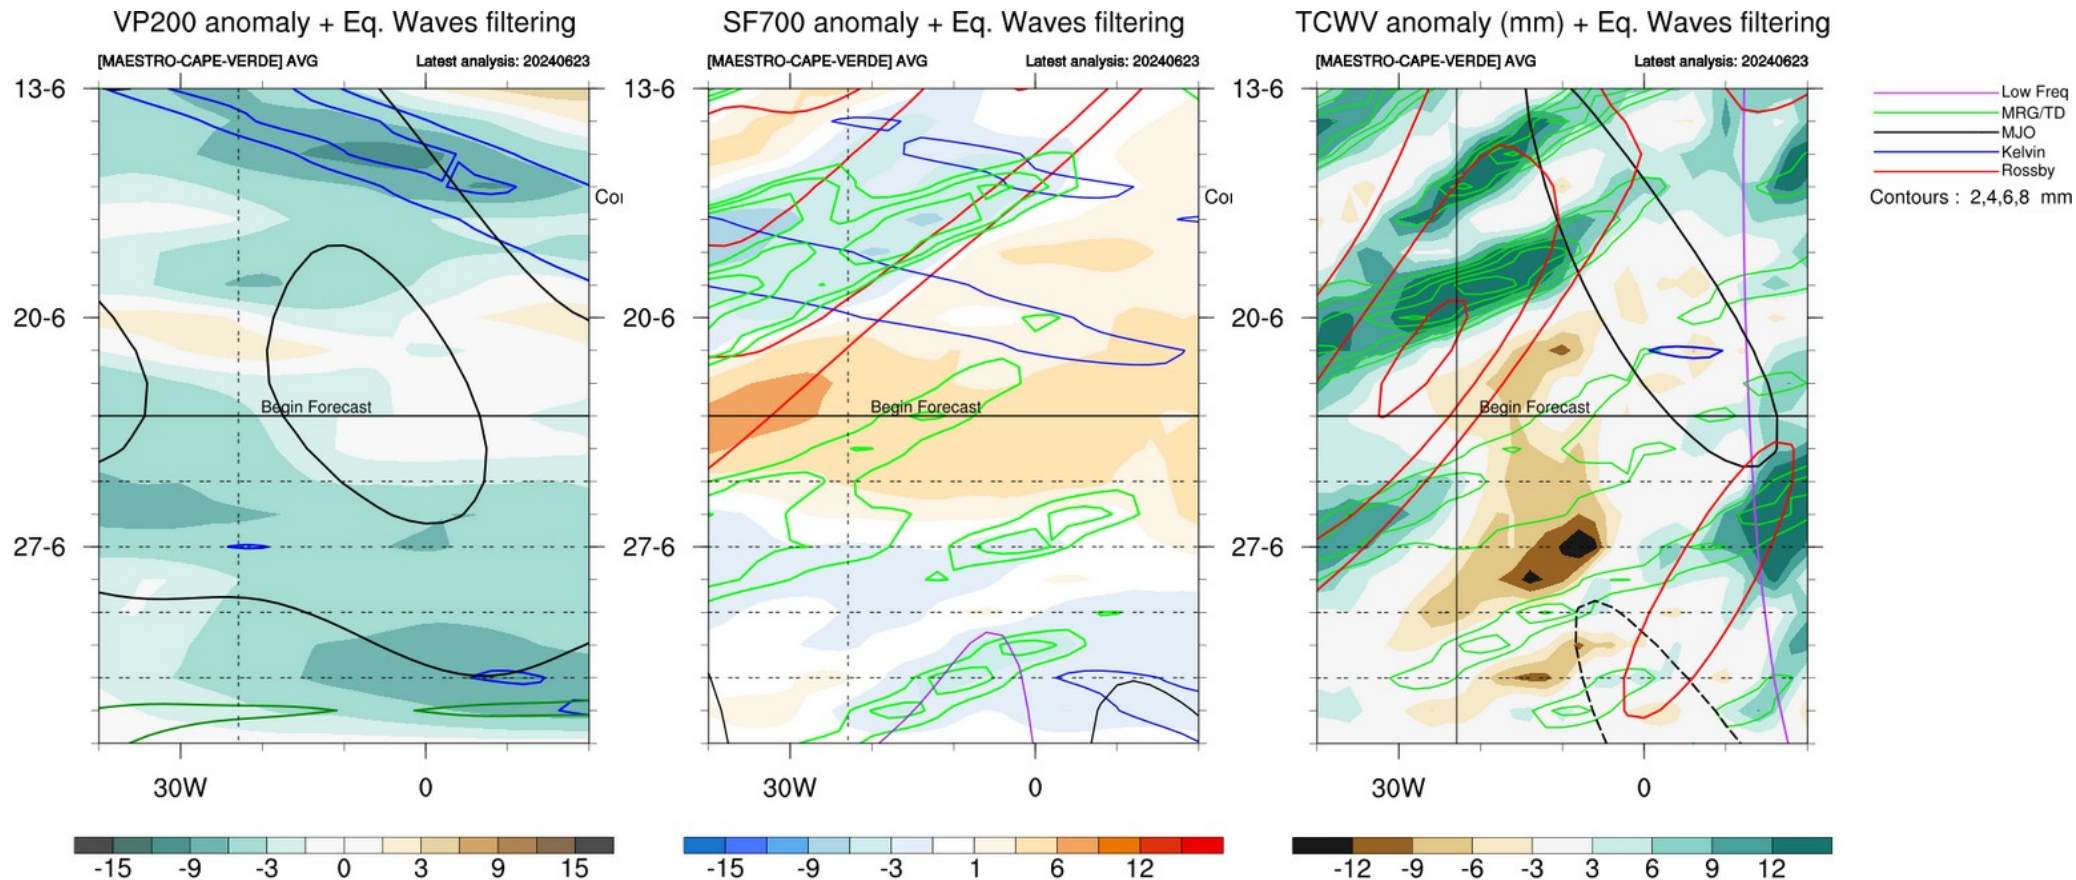 VP200 anomaly + Eq. Waves filtering
[MAESTRO-CAPE-VERDE] AVG Latest analysis: 20240623
13-6
20-6
27-6
Coı
Begin Forecast
30W 0
-15 -9 -3 0 3 9 15
SF700 anomaly + Eq. Waves filtering
[MAESTRO-CAPE-VERDE] AVG Latest analysis: 20240623
13-6
20-6
27-6
Coı
Begin Forecast
30W 0
-15 -9 -3 1 6 12
TCWV anomaly (mm) + Eq. Waves filtering
[MAESTRO-CAPE-VERDE] AVG Latest analysis: 20240623
13-6
20-6
27-6
Begin Forecast
30W 0
-12 -9 -6 -3 3 6 9 12
Low Freq
MRG/TD
MJO
Kelvin
Rossby
Contours : 2,4,6,8 mm